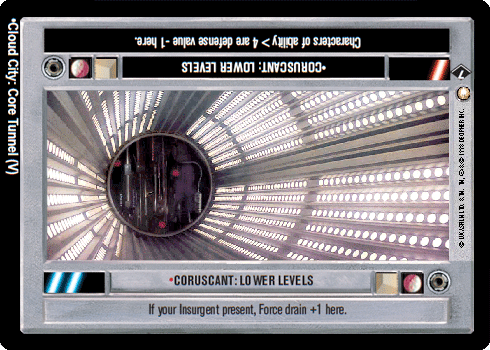 Characters of ability > 4 are defense value -1 here.
•CORUSCANT: LOWER LEVELS
•Cloud City: Core Tunnel (V)
•CORUSCANT: LOWER LEVELS
If your Insurgent present, Force drain +1 here.